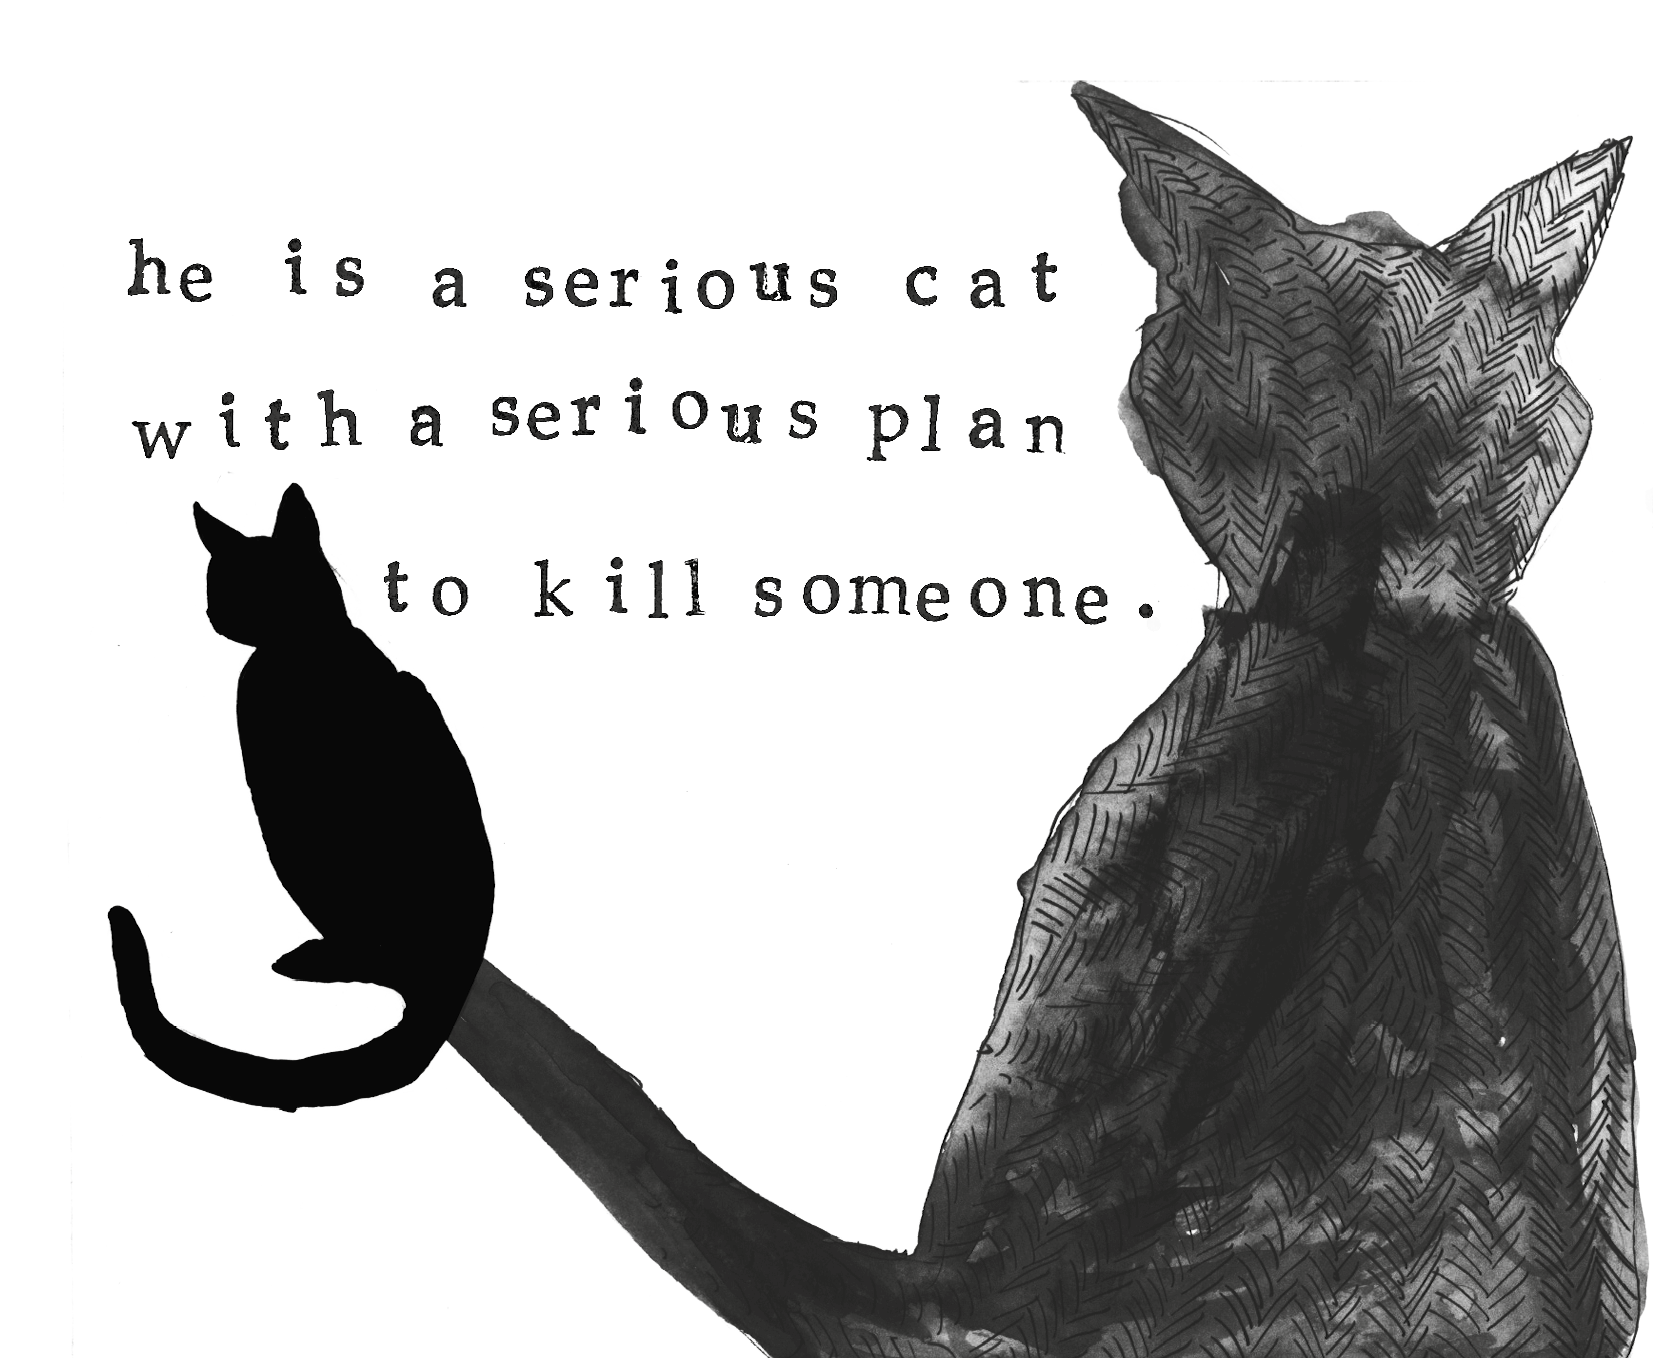 he is a serious cat
with a serious plan
to kill someone.